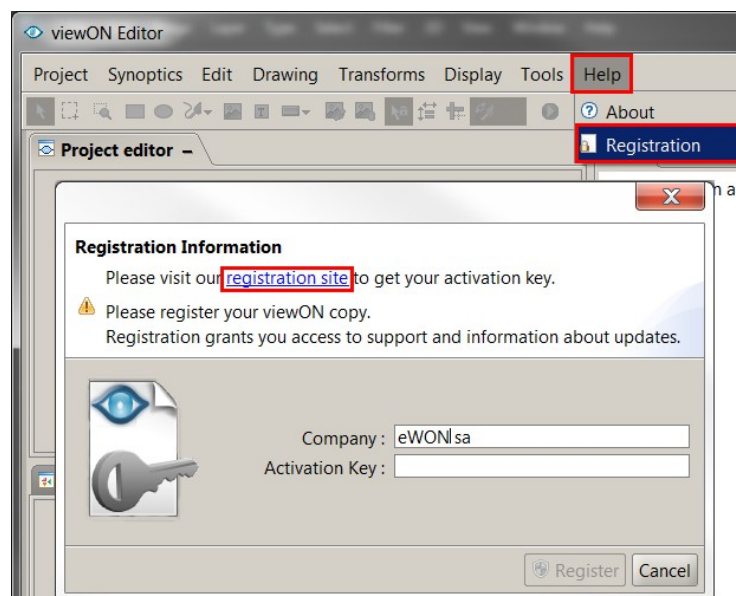 viewON Editor
Project Synoptics Edit Drawing Transforms Display Tools Help
About
Registration
Project editor
Registration Information
Please visit our registration site to get your activation key.
Please register your viewON copy.
Registration grants you access to support and information about updates.
Company : eWON sa
Activation Key :
Register Cancel